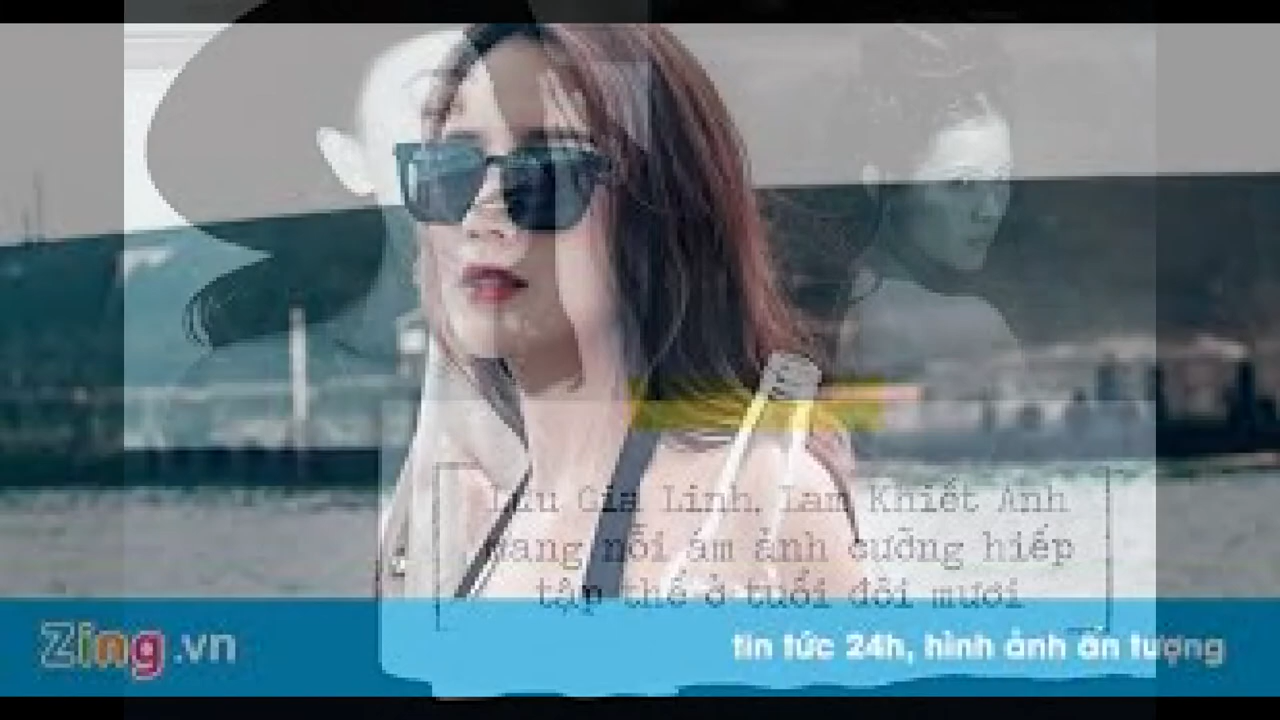 Lưu Gia Linh, Lam Khiết Anh
mang nỗi ám ảnh cưỡng hiếp
tập thể ở tuổi đôi mươi
Zing.vn
tin tức 24h, hình ảnh ấn tượng